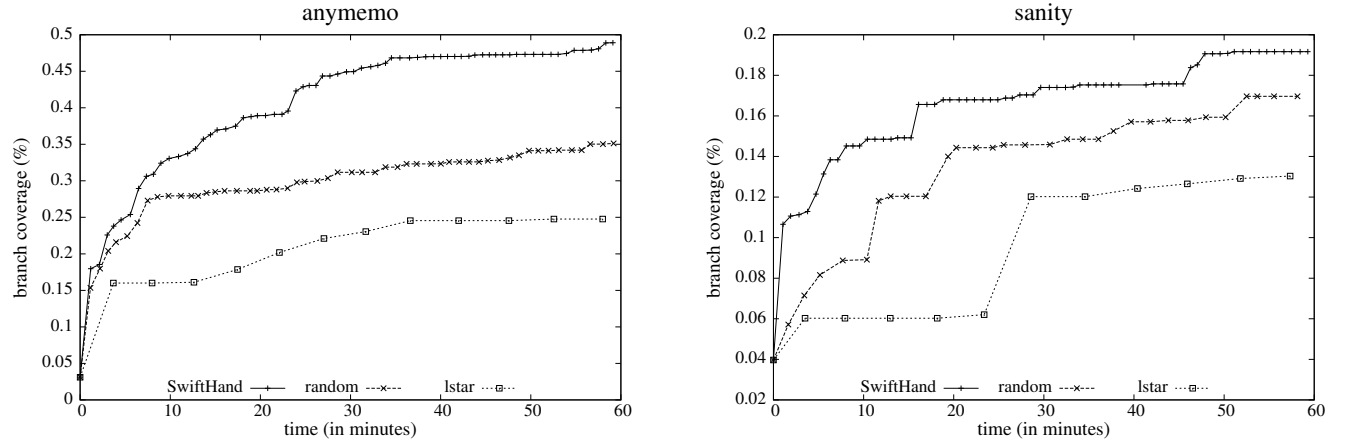 anymemo
0.5
0.45
0.4
0.35
0.3
0.25
0.2
0.15
0.1
0.05
0
branch coverage (%)
SwiftHand random lstar
0 10 20 30 40 50 60
time (in minutes)
sanity
0.2
0.18
0.16
0.14
0.12
0.1
0.08
0.06
0.04
0.02
branch coverage (%)
SwiftHand random lstar
0 10 20 30 40 50 60
time (in minutes)